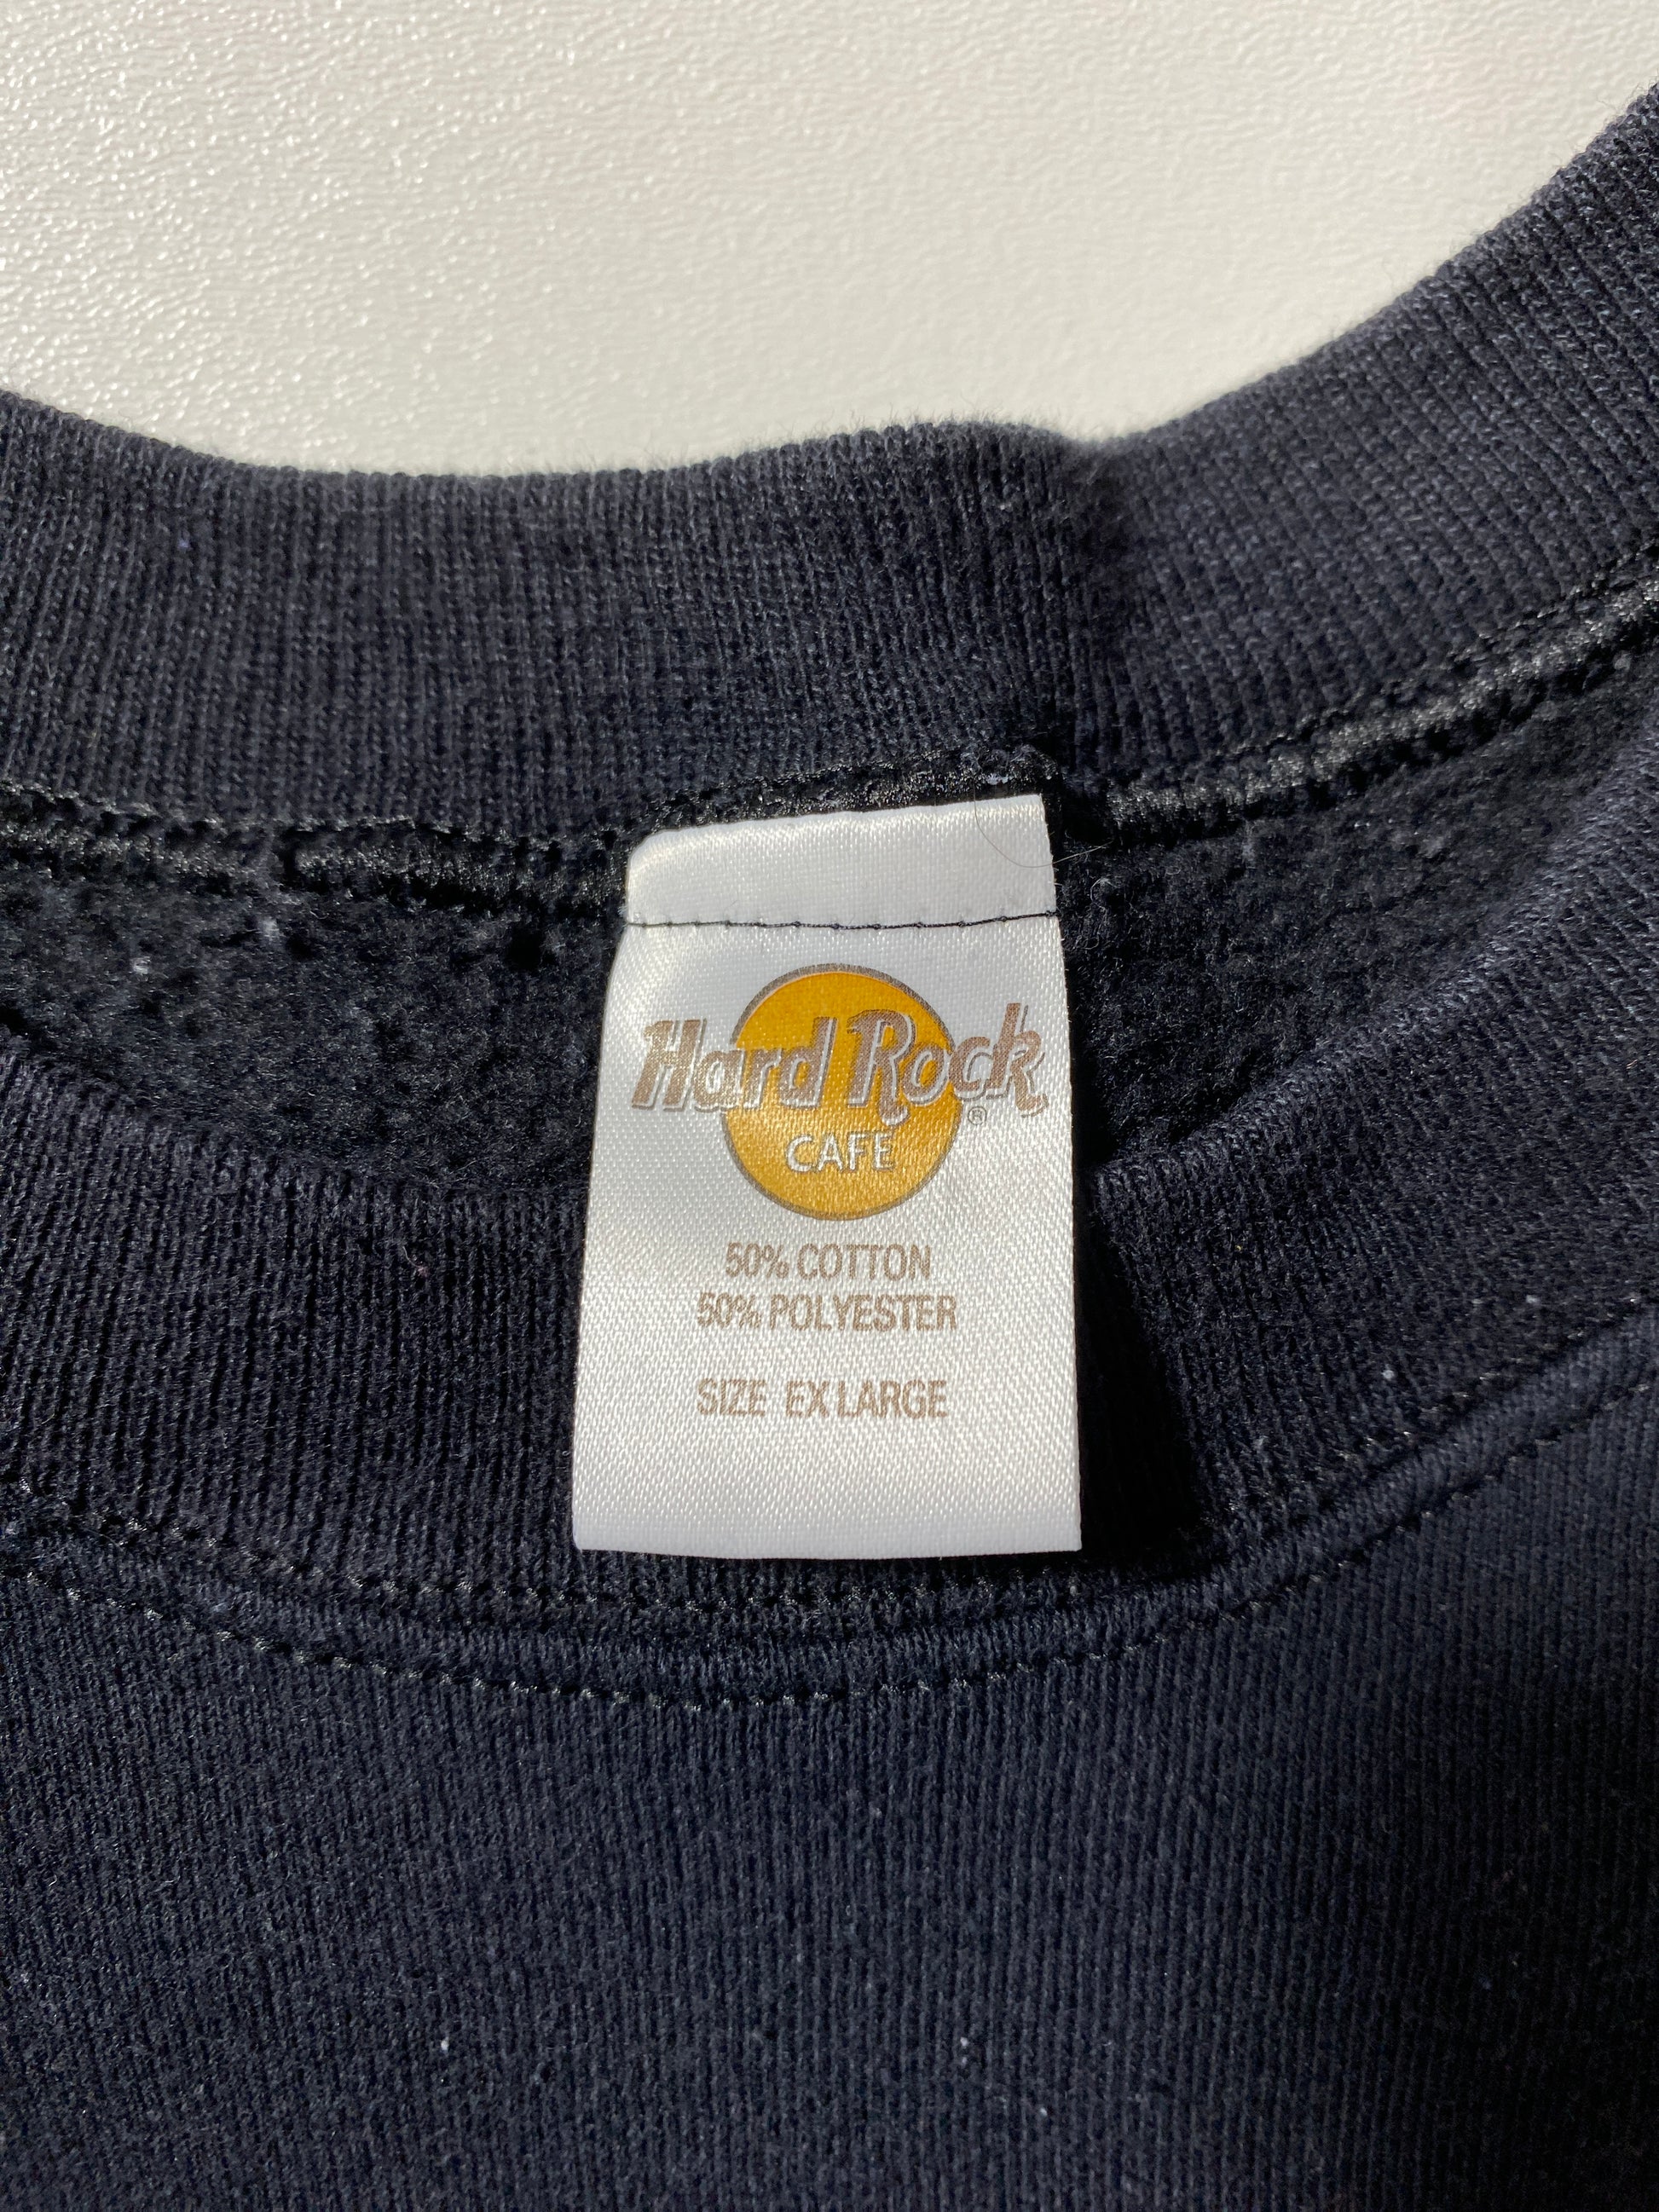 Hard Rock ®
CAFE
50% COTTON
50% POLYESTER
SIZE EX LARGE